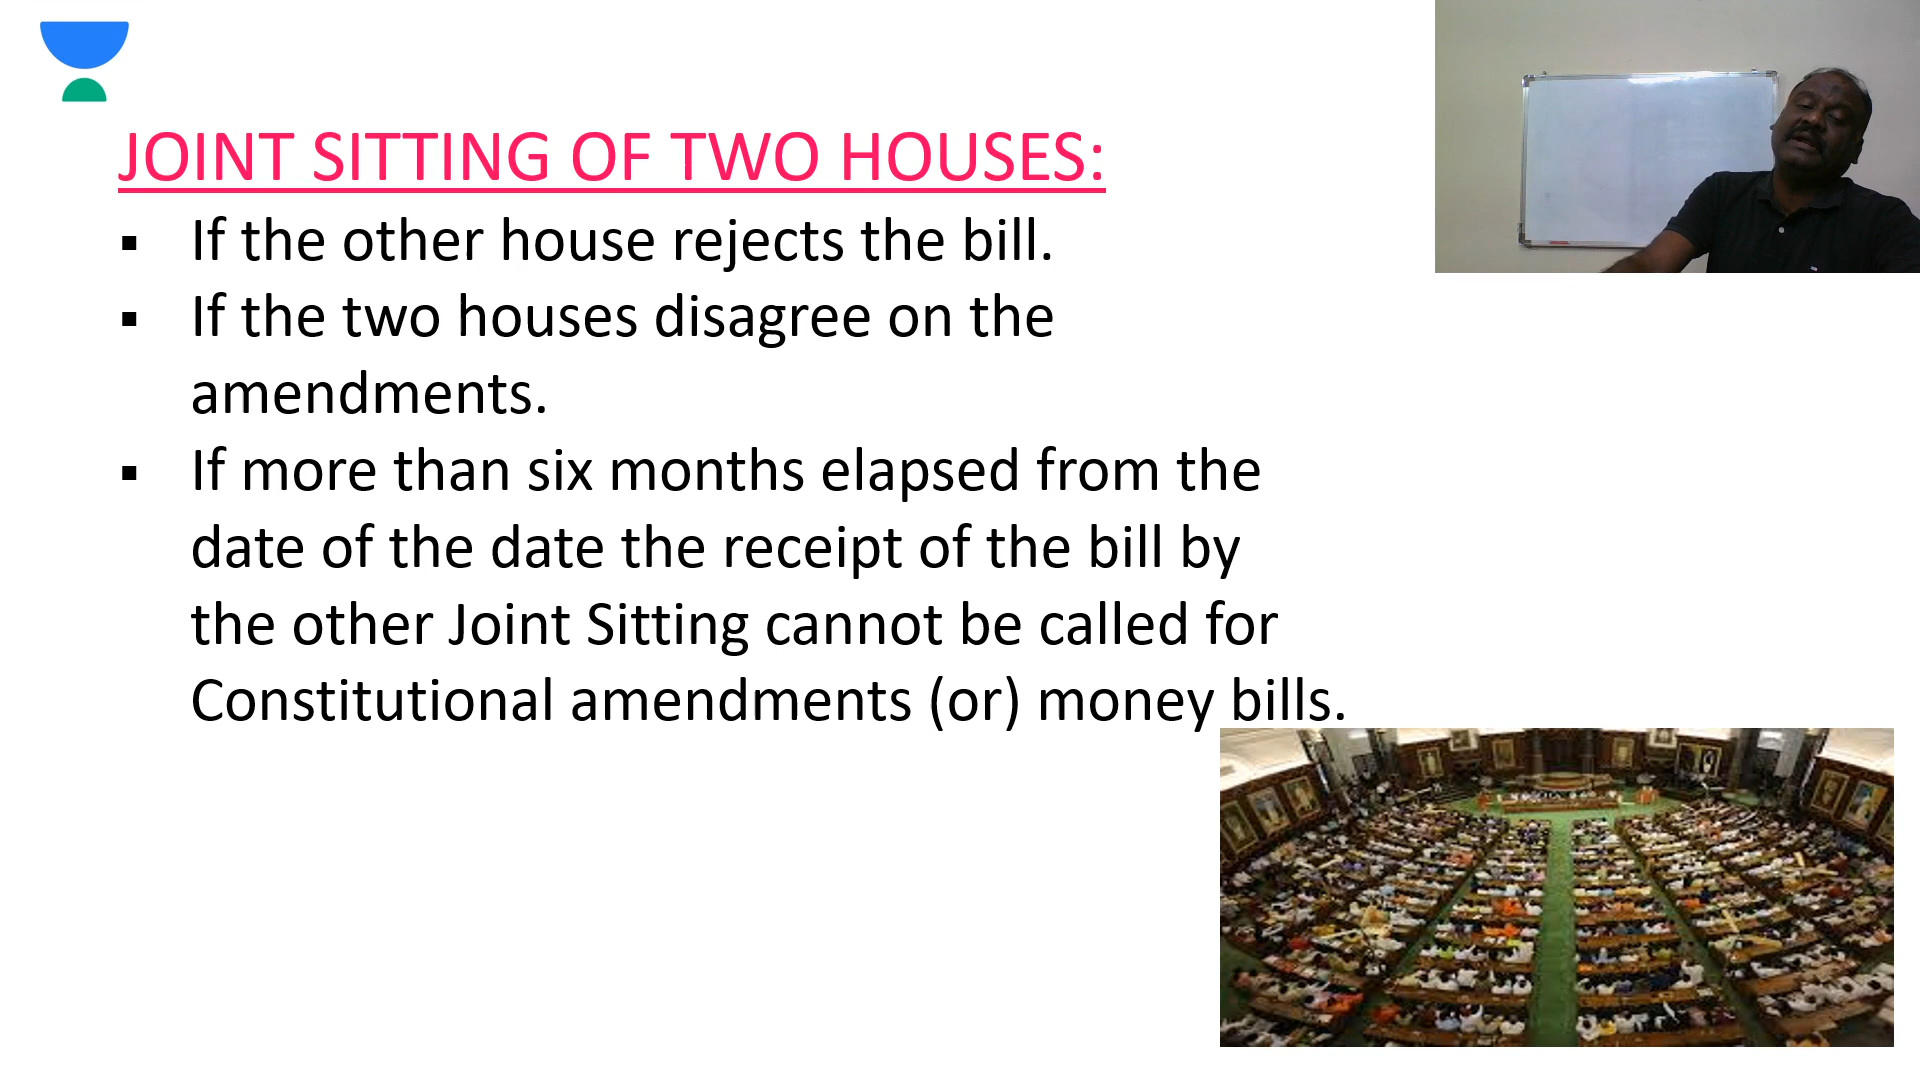 JOINT SITTING OF TWO HOUSES:
▪ If the other house rejects the bill.
▪ If the two houses disagree on the
amendments.
▪ If more than six months elapsed from the
date of the date the receipt of the bill by
the other Joint Sitting cannot be called for
Constitutional amendments (or) money bills.